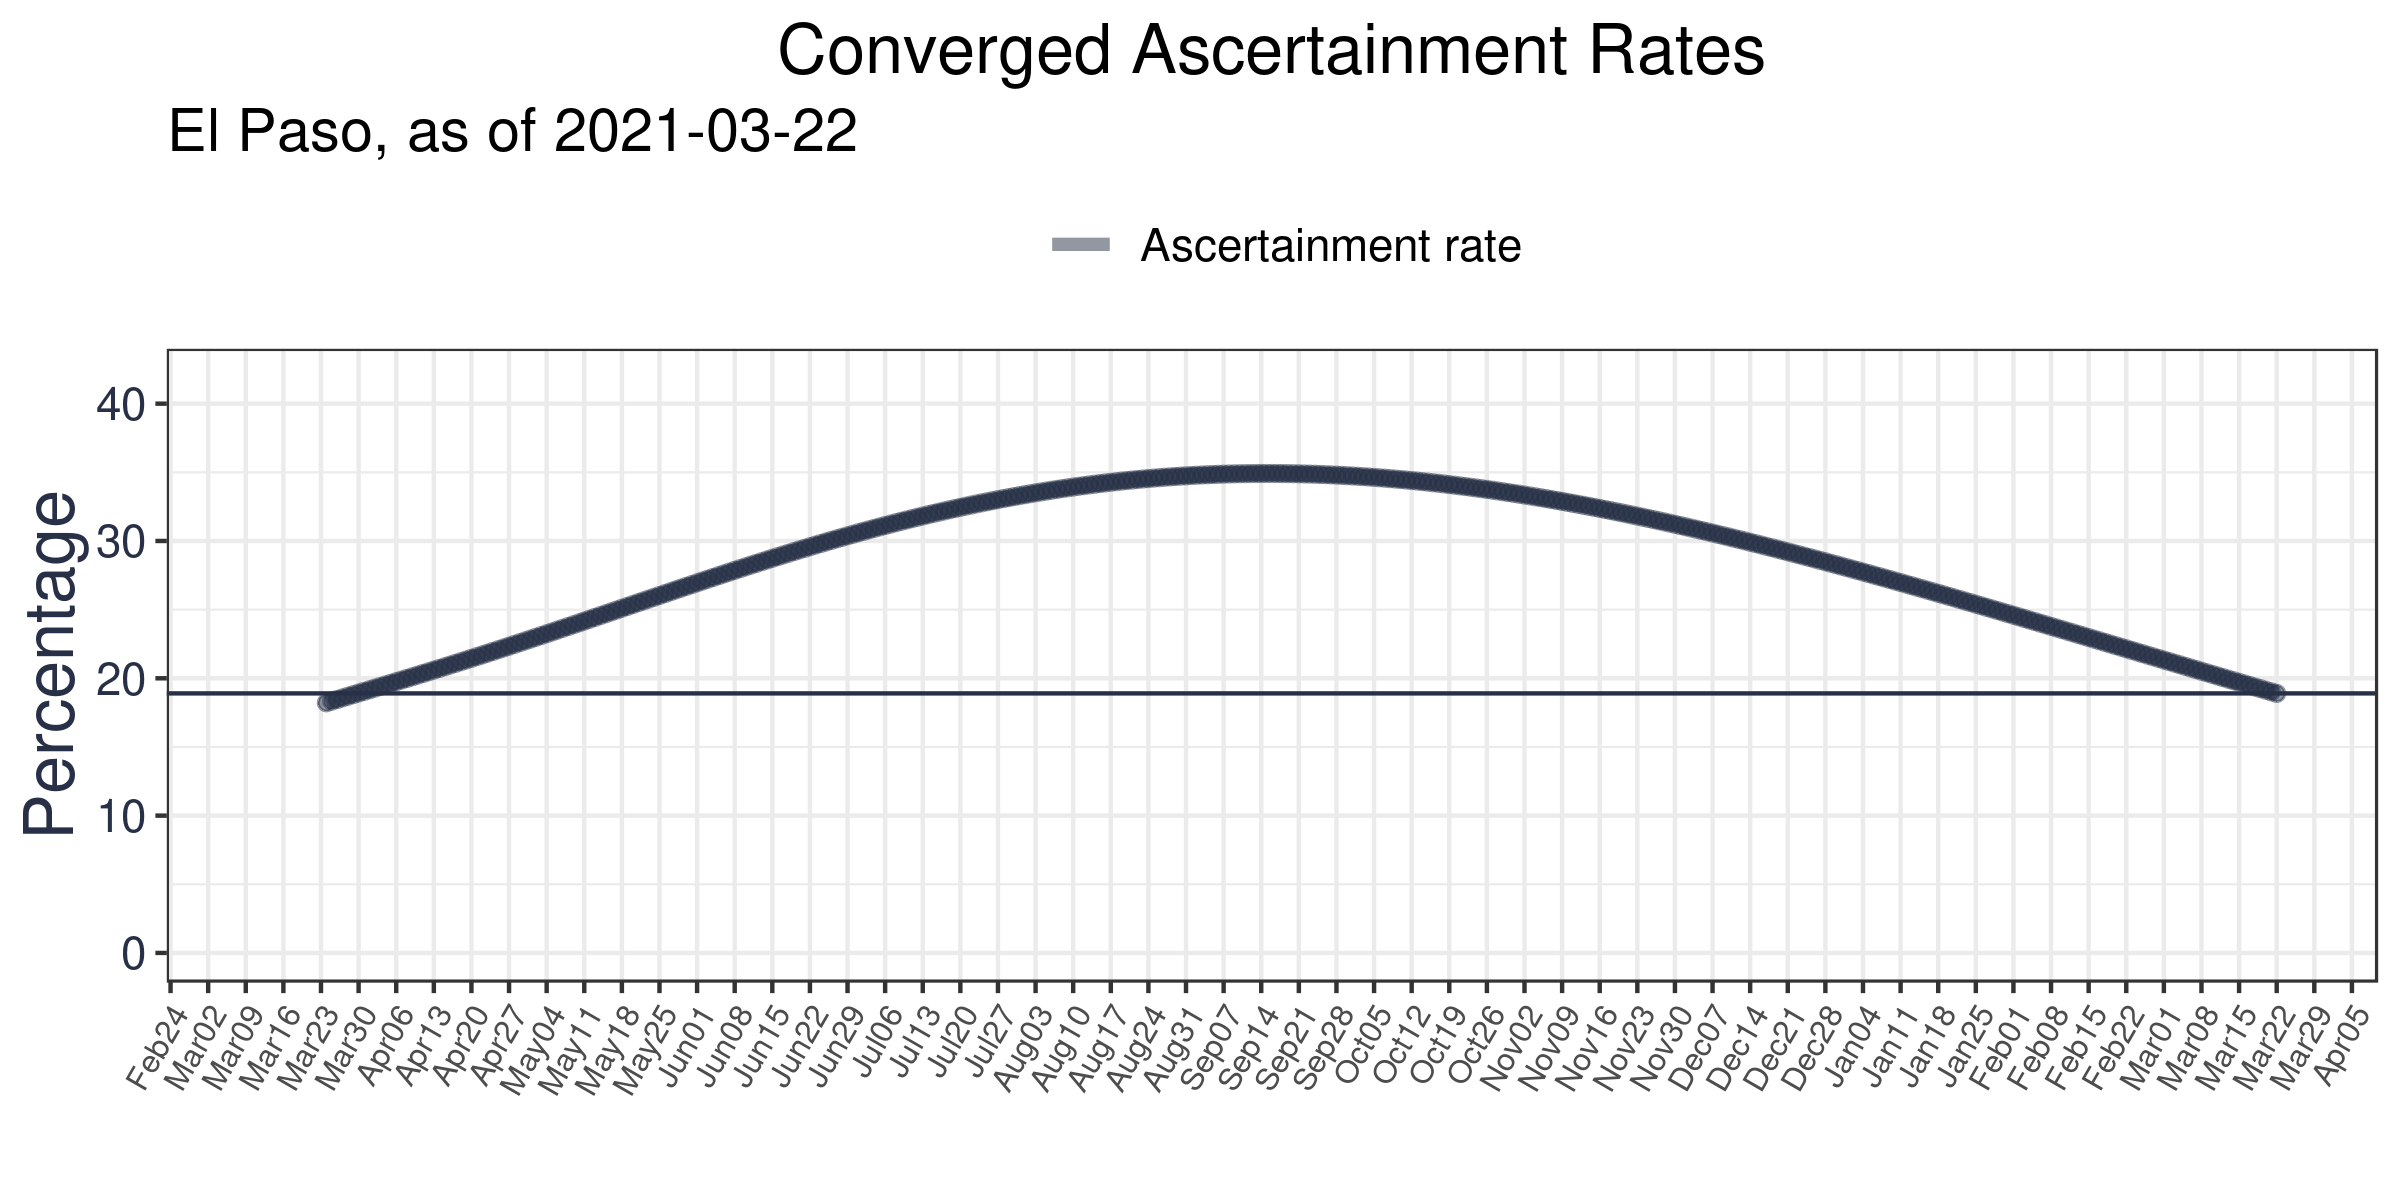 Converged Ascertainment Rates
El Paso, as of 2021-03-22
Ascertainment rate
Percentage
40
30
20
10
0
Feb24 Mar02 Mar09 Mar16 Mar23 Mar30 Apr06 Apr13 Apr20 Apr27 May04 May11 May18 May25 Jun01 Jun08 Jun15 Jun22 Jun29 Jul06 Jul13 Jul20 Jul27 Aug03 Aug10 Aug17 Aug24 Aug31 Sep07 Sep14 Sep21 Sep28 Oct05 Oct12 Oct19 Oct26 Nov02 Nov09 Nov16 Nov23 Nov30 Dec07 Dec14 Dec21 Dec28 Jan04 Jan11 Jan18 Jan25 Feb01 Feb08 Feb15 Feb22 Mar01 Mar08 Mar15 Mar22 Mar29 Apr05